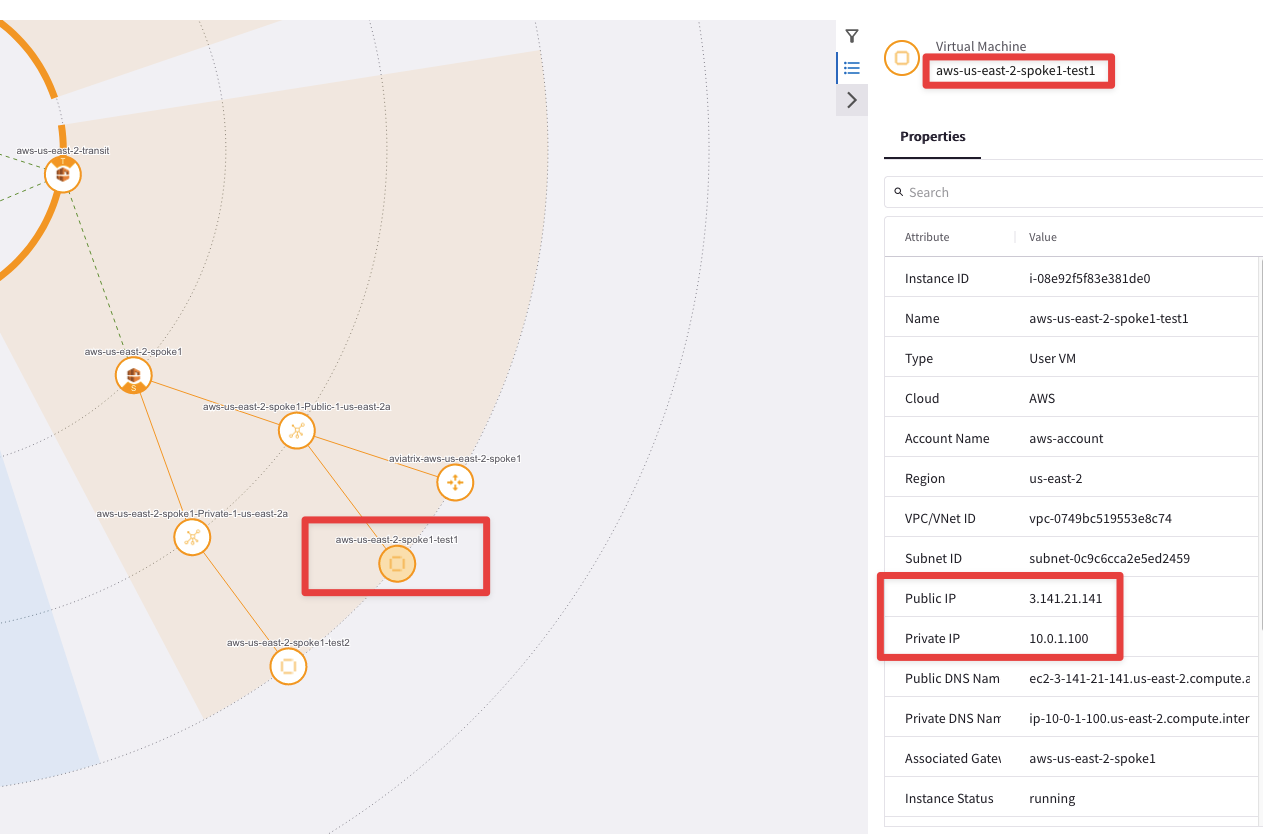 aws-us-east-2-transit
T
aws-us-east-2-spoke1
S
aws-us-east-2-spoke1-Public-1-us-east-2a
aviatrix-aws-us-east-2-spoke1
aws-us-east-2-spoke1-Private-1-us-east-2a
aws-us-east-2-spoke1-test1
aws-us-east-2-spoke1-test2
Virtual Machine
aws-us-east-2-spoke1-test1
Properties
Search
Attribute Value
Instance ID i-08e92f5f83e381de0
Name aws-us-east-2-spoke1-test1
Type User VM
Cloud AWS
Account Name aws-account
Region us-east-2
VPC/VNet ID vpc-0749bc519553e8c74
Subnet ID subnet-0c9c6cca2e5ed2459
Public IP 3.141.21.141
Private IP 10.0.1.100
Public DNS Nam ec2-3-141-21-141.us-east-2.compute.a
Private DNS Nam ip-10-0-1-100.us-east-2.compute.inter
Associated Gatew aws-us-east-2-spoke1
Instance Status running